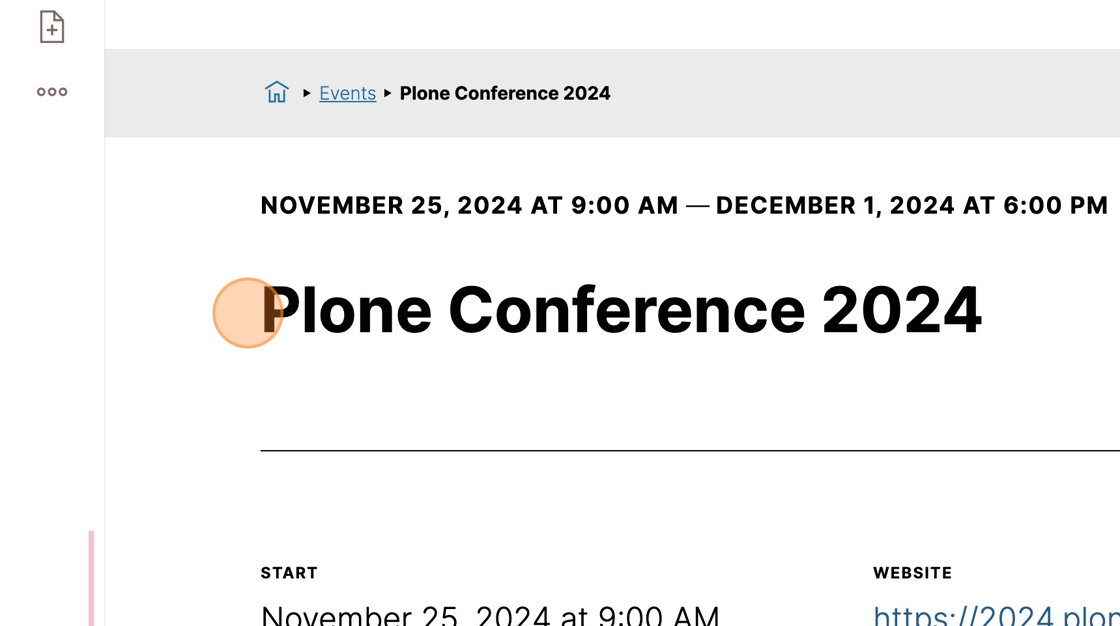 Events Plone Conference 2024
NOVEMBER 25, 2024 AT 9:00 AM — DECEMBER 1, 2024 AT 6:00 PM
Plone Conference 2024
START
WEBSITE
November 25, 2024 at 9:00 AM
https://2024.plon